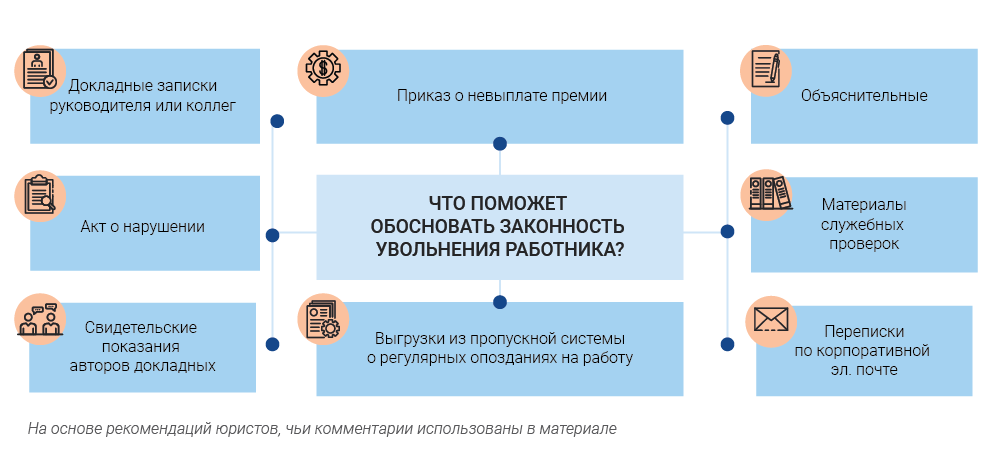 Докладные записки
руководителя или коллег
Приказ о невыплате премии
Объяснительные
Акт о нарушении
ЧТО ПОМОЖЕТ
ОБОСНОВАТЬ ЗАКОННОСТЬ
УВОЛЬНЕНИЯ РАБОТНИКА?
Материалы
служебных
проверок
Свидетельские
показания
авторов докладных
Выгрузки из пропускной системы
о регулярных опозданиях на работу
Переписки
по корпоративной
эл. почте
На основе рекомендаций юристов, чьи комментарии использованы в материале